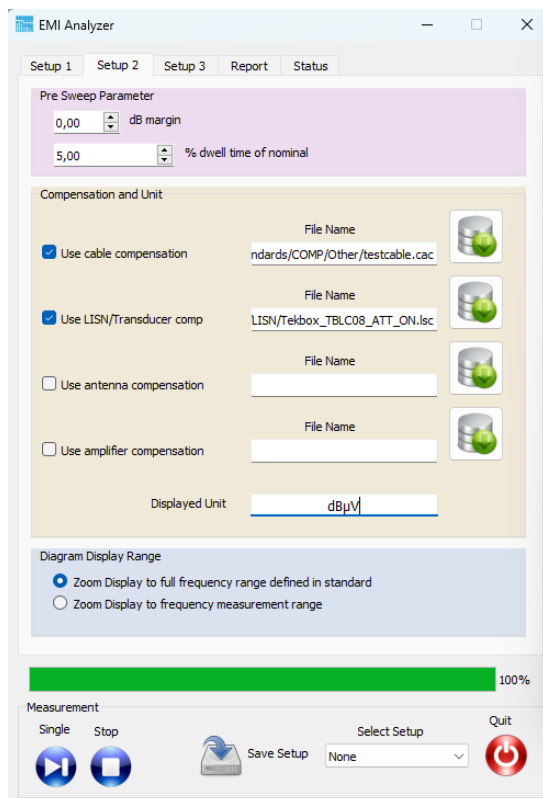 EMI Analyzer
Setup 1 Setup 2 Setup 3 Report Status
Pre Sweep Parameter
0,00 dB margin
5,00 % dwell time of nominal
Compensation and Unit
File Name
Use cable compensation ndards/COMP/Other/testcable.cac
File Name
Use LISN/Transducer comp LISN/Tekbox_TBLC08_ATT_ON.lsc
File Name
Use antenna compensation
File Name
Use amplifier compensation
Displayed Unit dBµV
Diagram Display Range
Zoom Display to full frequency range defined in standard
Zoom Display to frequency measurement range
100%
Measurement
Single Stop Select Setup Quit
Save Setup None